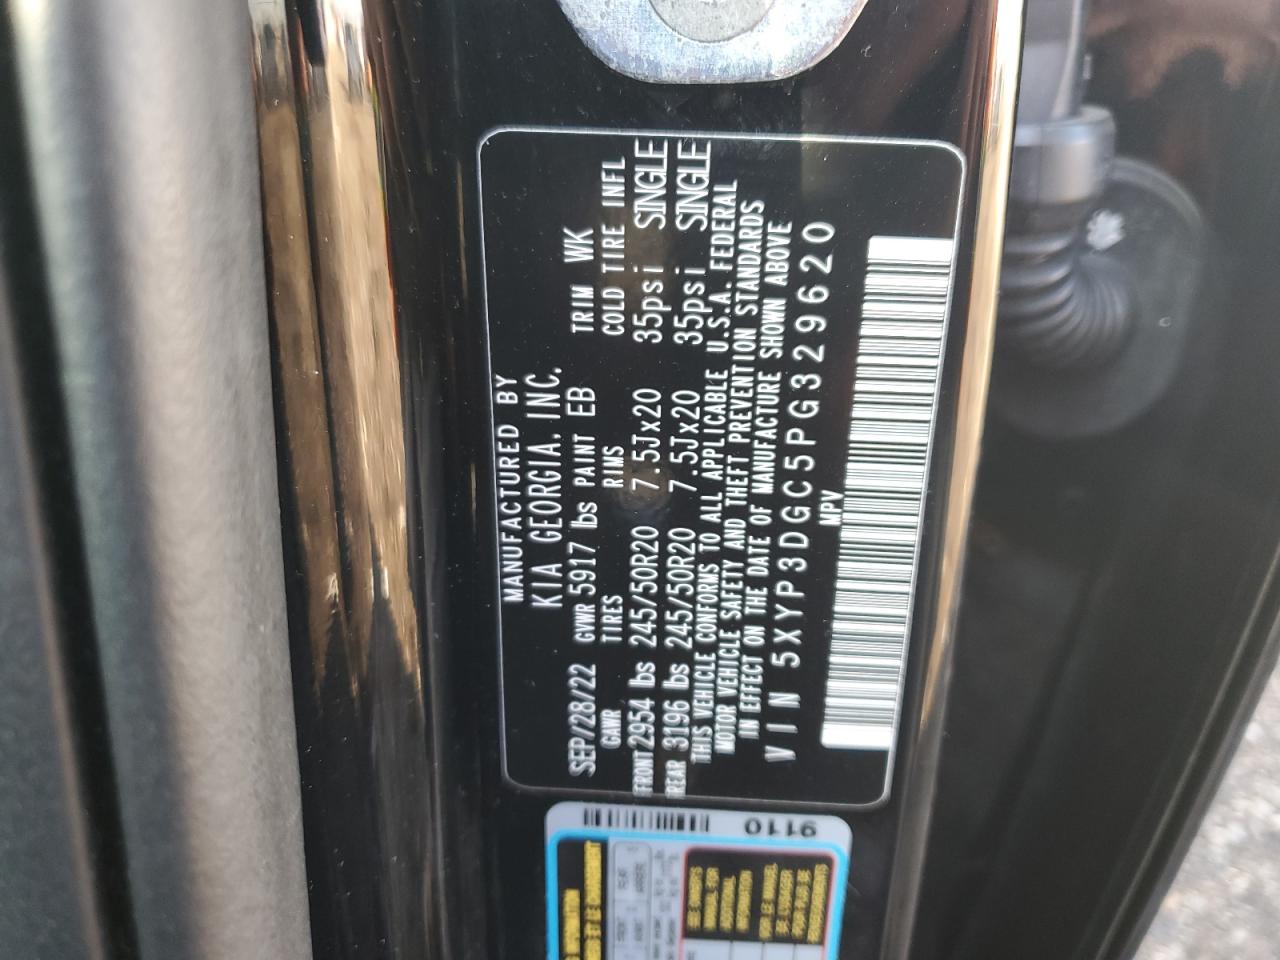 MANUFACTURED BY
KIA GEORGIA, INC.
SEP/28/22 GVWR 5917 lbs PAINT EB TRIM WK
GAWR TIRES RIMS COLD TIRE INFL
FRONT 2954 lbs 245/50R20 7.5Jx20 35psi SINGLE
REAR 3196 lbs 245/50R20 7.5Jx20 35psi SINGLE
THIS VEHICLE CONFORMS TO ALL APPLICABLE U.S.A. FEDERAL
MOTOR VEHICLE SAFETY AND THEFT PREVENTION STANDARDS
IN EFFECT ON THE DATE OF MANUFACTURE SHOWN ABOVE
VIN 5XYP3DGC5PG329620
MPV
9110